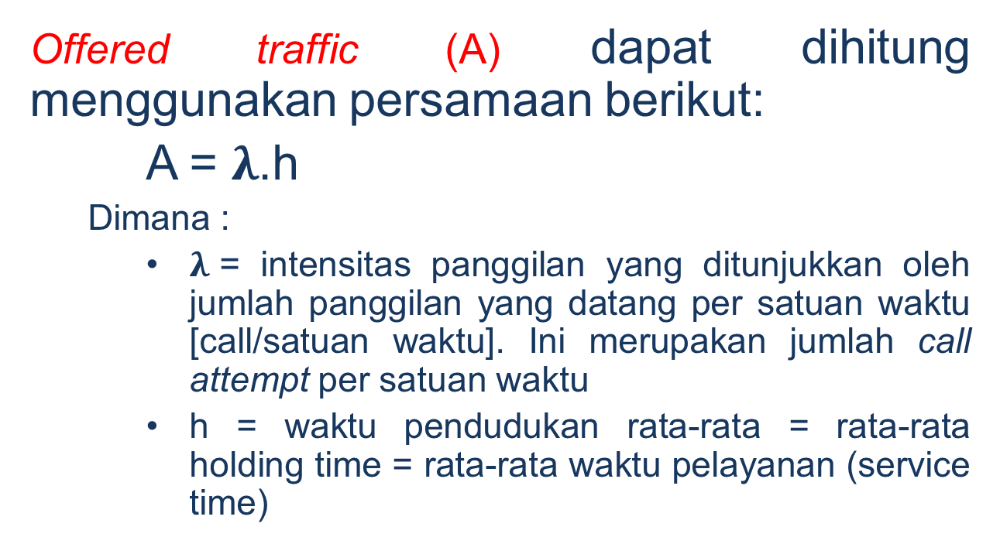 Offered traffic (A) dapat dihitung
menggunakan persamaan berikut:
A = λ.h
Dimana :
• λ = intensitas panggilan yang ditunjukkan oleh
jumlah panggilan yang datang per satuan waktu
[call/satuan waktu]. Ini merupakan jumlah call
attempt per satuan waktu
• h = waktu pendudukan rata-rata = rata-rata
holding time = rata-rata waktu pelayanan (service
time)